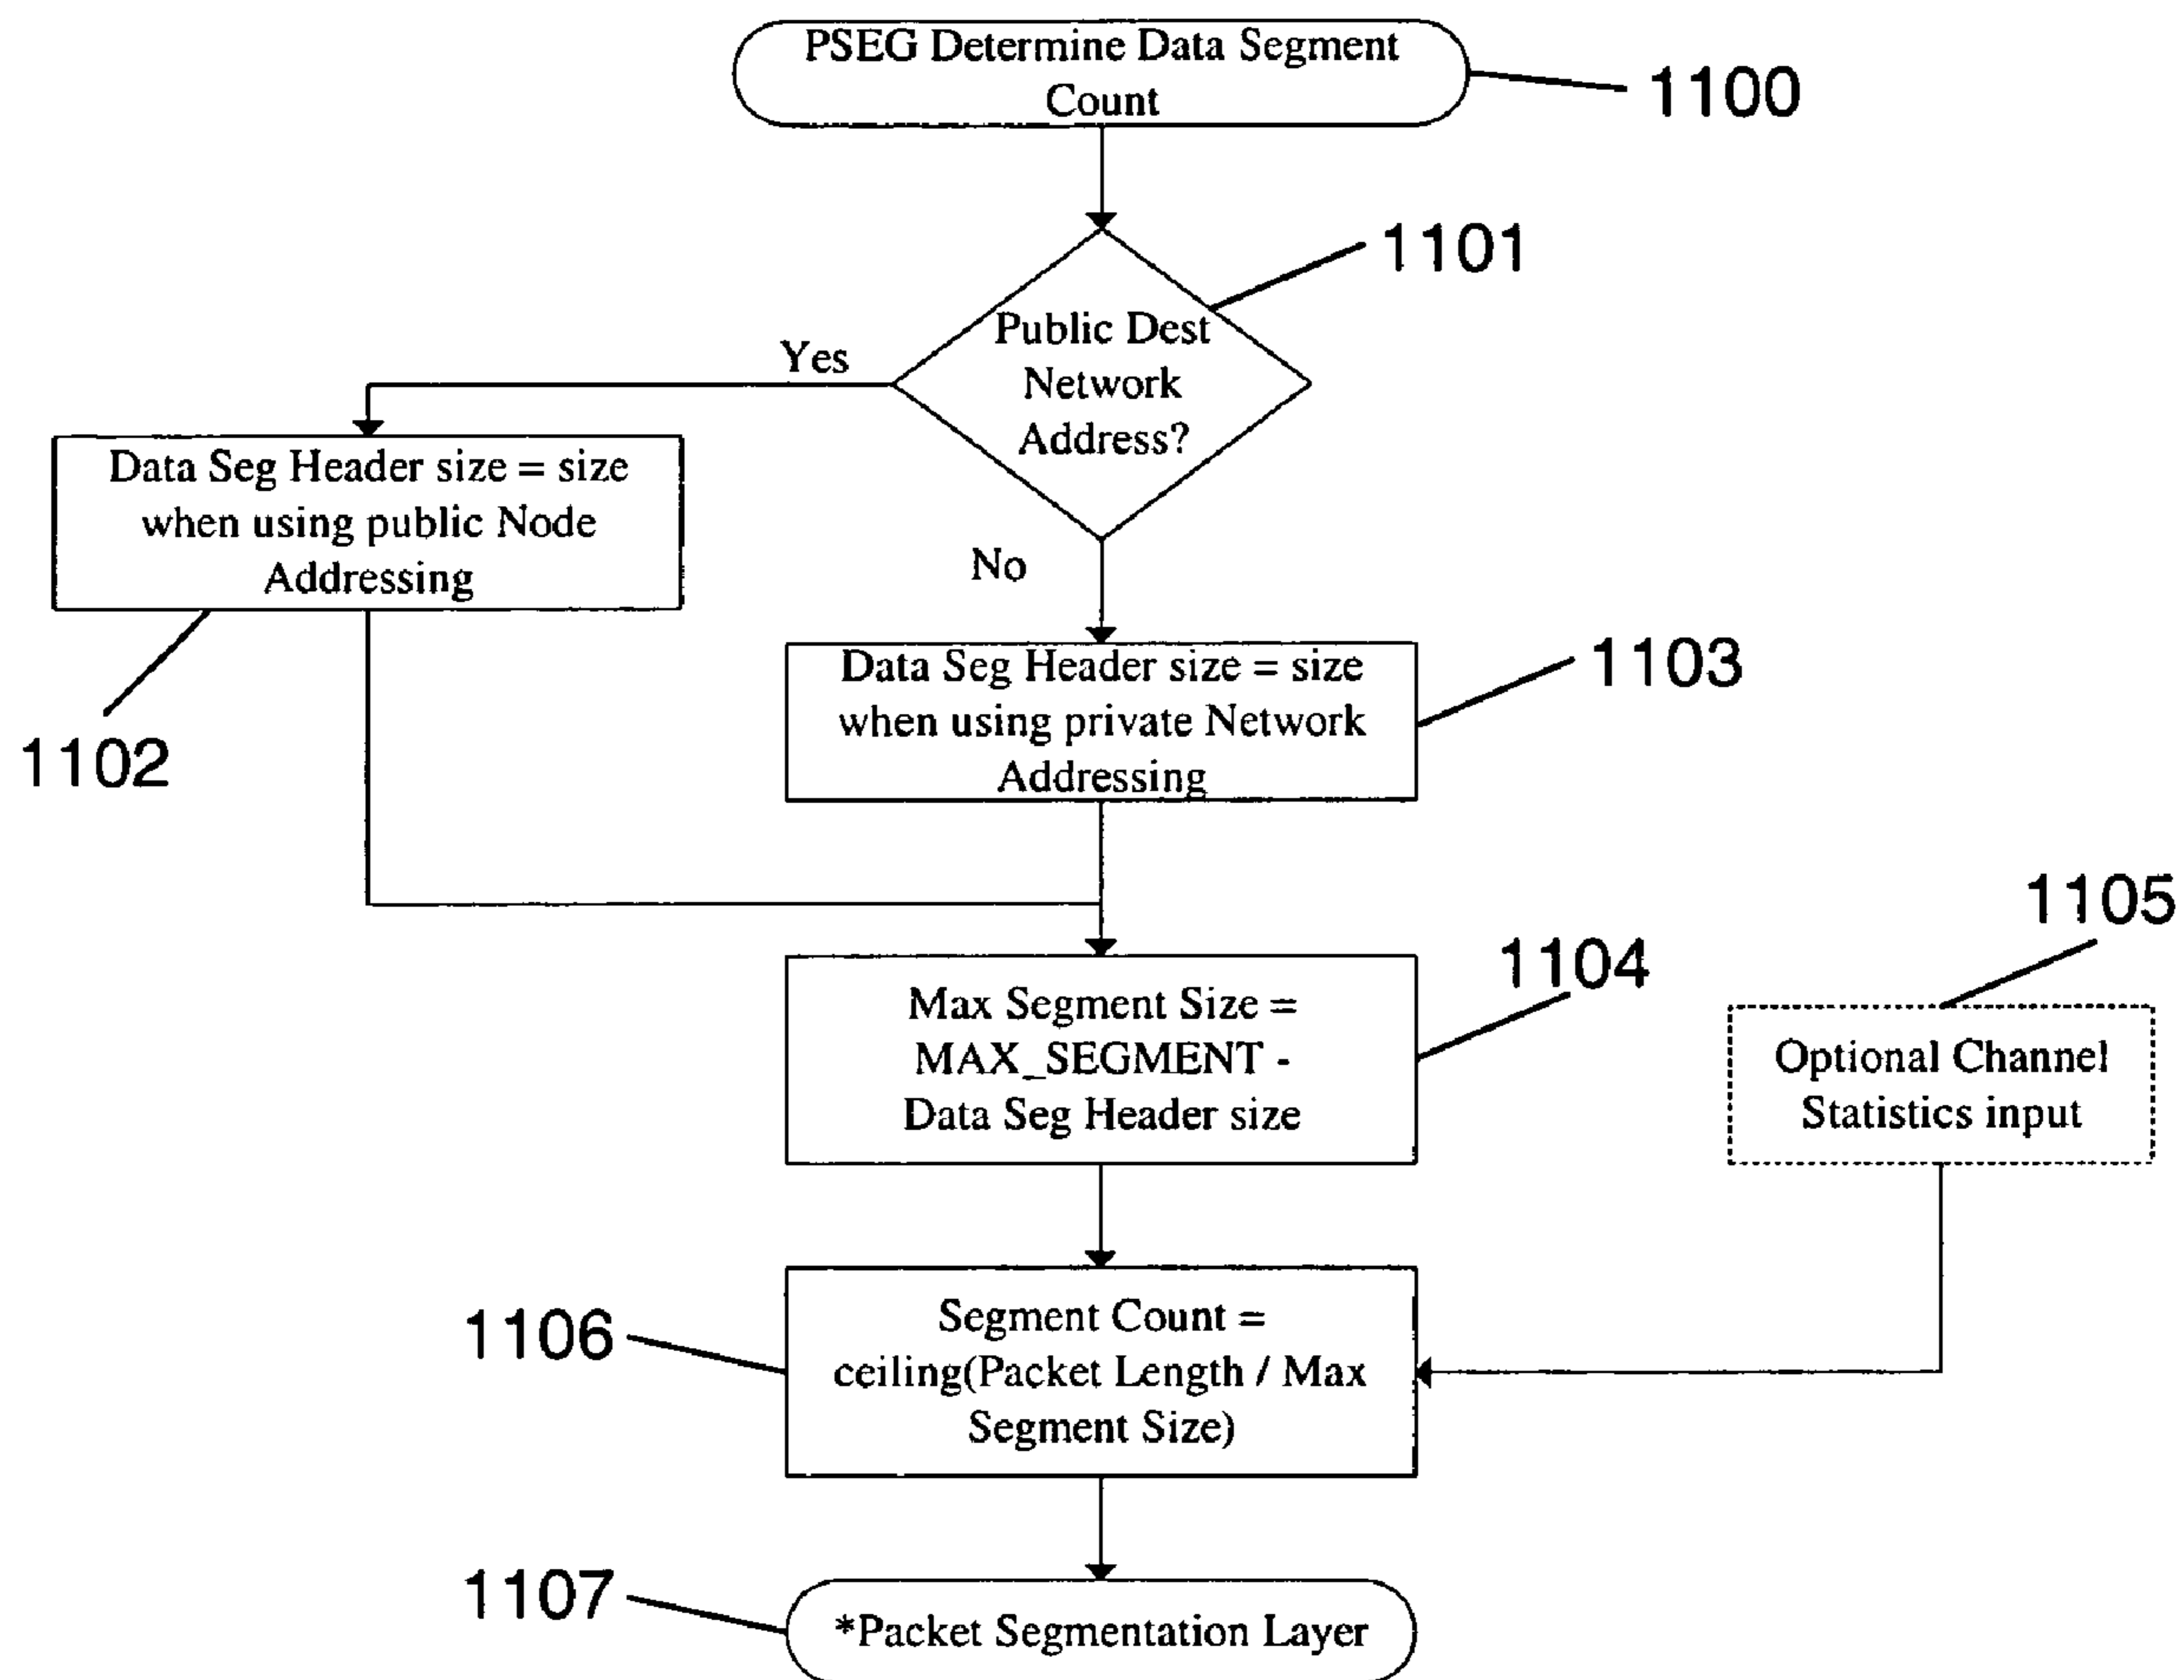 PSEG Determine Data Segment
Count
1100
1101
Public Dest
Network
Address?
Yes
No
Data Seg Header size = size
when using public Node
Addressing
1102
Data Seg Header size = size
when using private Network
Addressing
1103
1104
Max Segment Size =
MAX_SEGMENT -
Data Seg Header size
1105
Optional Channel
Statistics input
1106
Segment Count =
ceiling(Packet Length / Max
Segment Size)
1107
*Packet Segmentation Layer